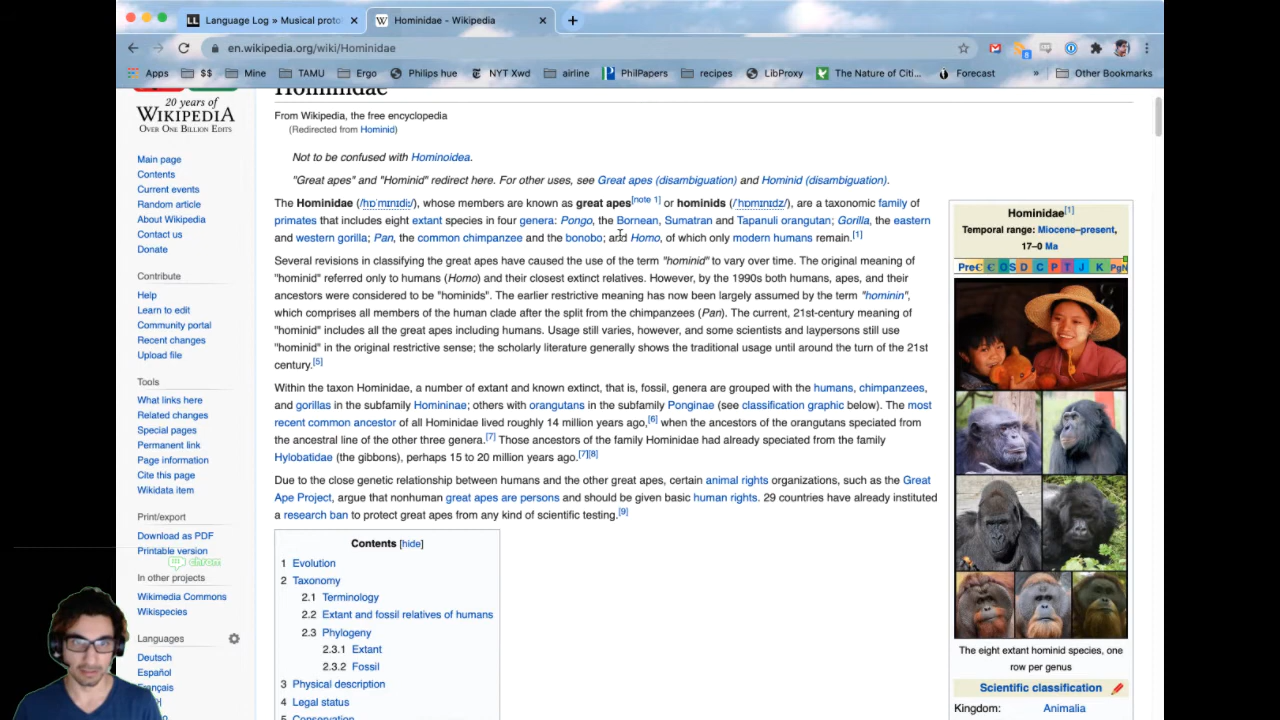 Language Log » Musical proto
Hominidae - Wikipedia
en.wikipedia.org/wiki/Hominidae
8
Apps $$ Mine TAMU Ergo Philips hue NYT Xwd airline PhilPapers recipes LibProxy The Nature of Citi... Forecast » Other Bookmarks
20 years of
WIKIPEDIA
OVER ONE BILLION EDITS
Main page
Contents
Current events
Random article
About Wikipedia
Contact us
Donate
Contribute
Help
Learn to edit
Community portal
Recent changes
Upload file
Tools
What links here
Related changes
Special pages
Permanent link
Page information
Cite this page
Wikidata item
Print/export
Download as PDF
Printable version
chrom
In other projects
Wikimedia Commons
Wikispecies
Languages
Deutsch
Español
Français
Hominidae
From Wikipedia, the free encyclopedia
(Redirected from Hominid)
Not to be confused with Hominoidea.
"Great apes" and "Hominid" redirect here. For other uses, see Great apes (disambiguation) and Hominid (disambiguation).
The Hominidae (/hɒˈmɪnɪdiː/), whose members are known as great apes[note 1] or hominids (/ˈhɒmɪnɪdz/), are a taxonomic family of
primates that includes eight extant species in four genera: Pongo, the Bornean, Sumatran and Tapanuli orangutan; Gorilla, the eastern
and western gorilla; Pan, the common chimpanzee and the bonobo; and Homo, of which only modern humans remain.[1]
Several revisions in classifying the great apes have caused the use of the term "hominid" to vary over time. The original meaning of
"hominid" referred only to humans (Homo) and their closest extinct relatives. However, by the 1990s both humans, apes, and their
ancestors were considered to be "hominids". The earlier restrictive meaning has now been largely assumed by the term "hominin",
which comprises all members of the human clade after the split from the chimpanzees (Pan). The current, 21st-century meaning of
"hominid" includes all the great apes including humans. Usage still varies, however, and some scientists and laypersons still use
"hominid" in the original restrictive sense; the scholarly literature generally shows the traditional usage until around the turn of the 21st
century.[5]
Within the taxon Hominidae, a number of extant and known extinct, that is, fossil, genera are grouped with the humans, chimpanzees,
and gorillas in the subfamily Homininae; others with orangutans in the subfamily Ponginae (see classification graphic below). The most
recent common ancestor of all Hominidae lived roughly 14 million years ago,[6] when the ancestors of the orangutans speciated from
the ancestral line of the other three genera.[7] Those ancestors of the family Hominidae had already speciated from the family
Hylobatidae (the gibbons), perhaps 15 to 20 million years ago.[7][8]
Due to the close genetic relationship between humans and the other great apes, certain animal rights organizations, such as the Great
Ape Project, argue that nonhuman great apes are persons and should be given basic human rights. 29 countries have already instituted
a research ban to protect great apes from any kind of scientific testing.[9]
Contents [hide]
1 Evolution
2 Taxonomy
2.1 Terminology
2.2 Extant and fossil relatives of humans
2.3 Phylogeny
2.3.1 Extant
2.3.2 Fossil
3 Physical description
4 Legal status
5 Conservation
Hominidae[1]
Temporal range: Miocene–present,
17–0 Ma
PreꞒ Ꞓ O S D C P T J K PgN
The eight extant hominid species, one
row per genus
Scientific classification
Kingdom: Animalia